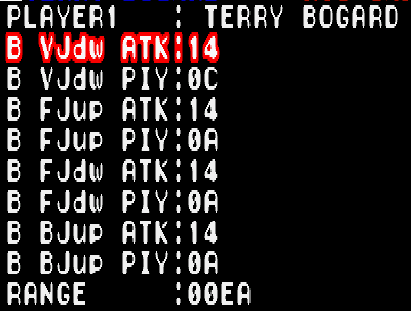 PLAYER1 : TERRY BOGARD
B VJdw ATK:14
B VJdw PIY:0C
B FJup ATK:14
B FJup PIY:0A
B FJdw ATK:14
B FJdw PIY:0A
B BJup ATK:14
B BJup PIY:0A
RANGE :00EA